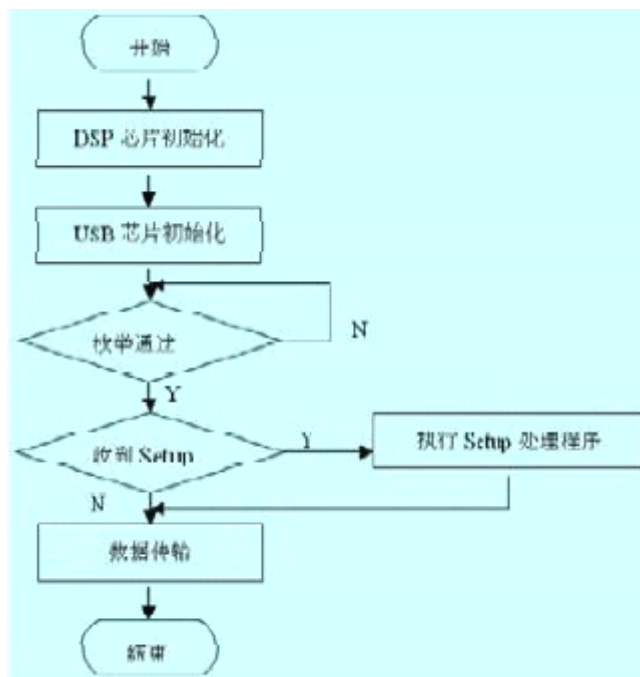 开始
DSP 芯片初始化
USB 芯片初始化
枚举通过
N
Y
收到 Setup
Y
执行 Setup 处理程序
N
数据传输
结束